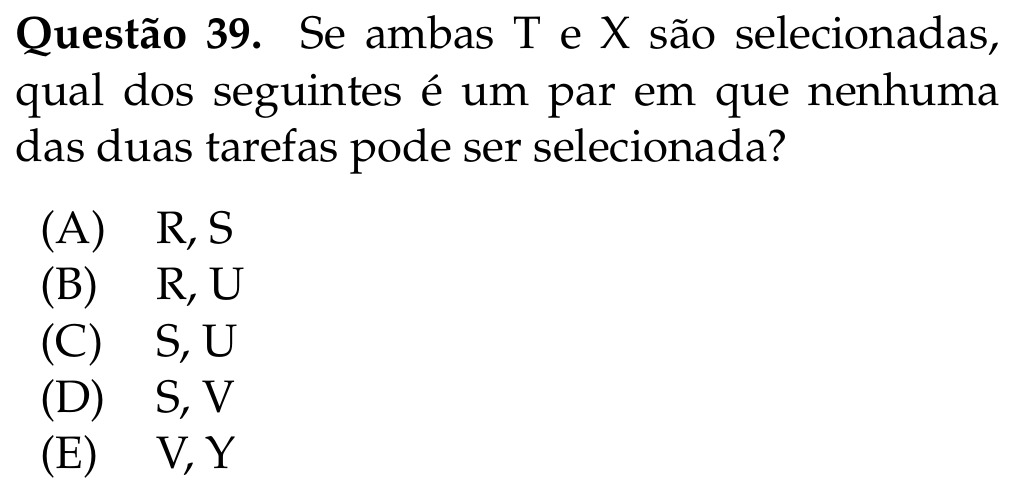 Questão 39. Se ambas T e X são selecionadas,
qual dos seguintes é um par em que nenhuma
das duas tarefas pode ser selecionada?
(A) R, S
(B) R, U
(C) S, U
(D) S, V
(E) V, Y